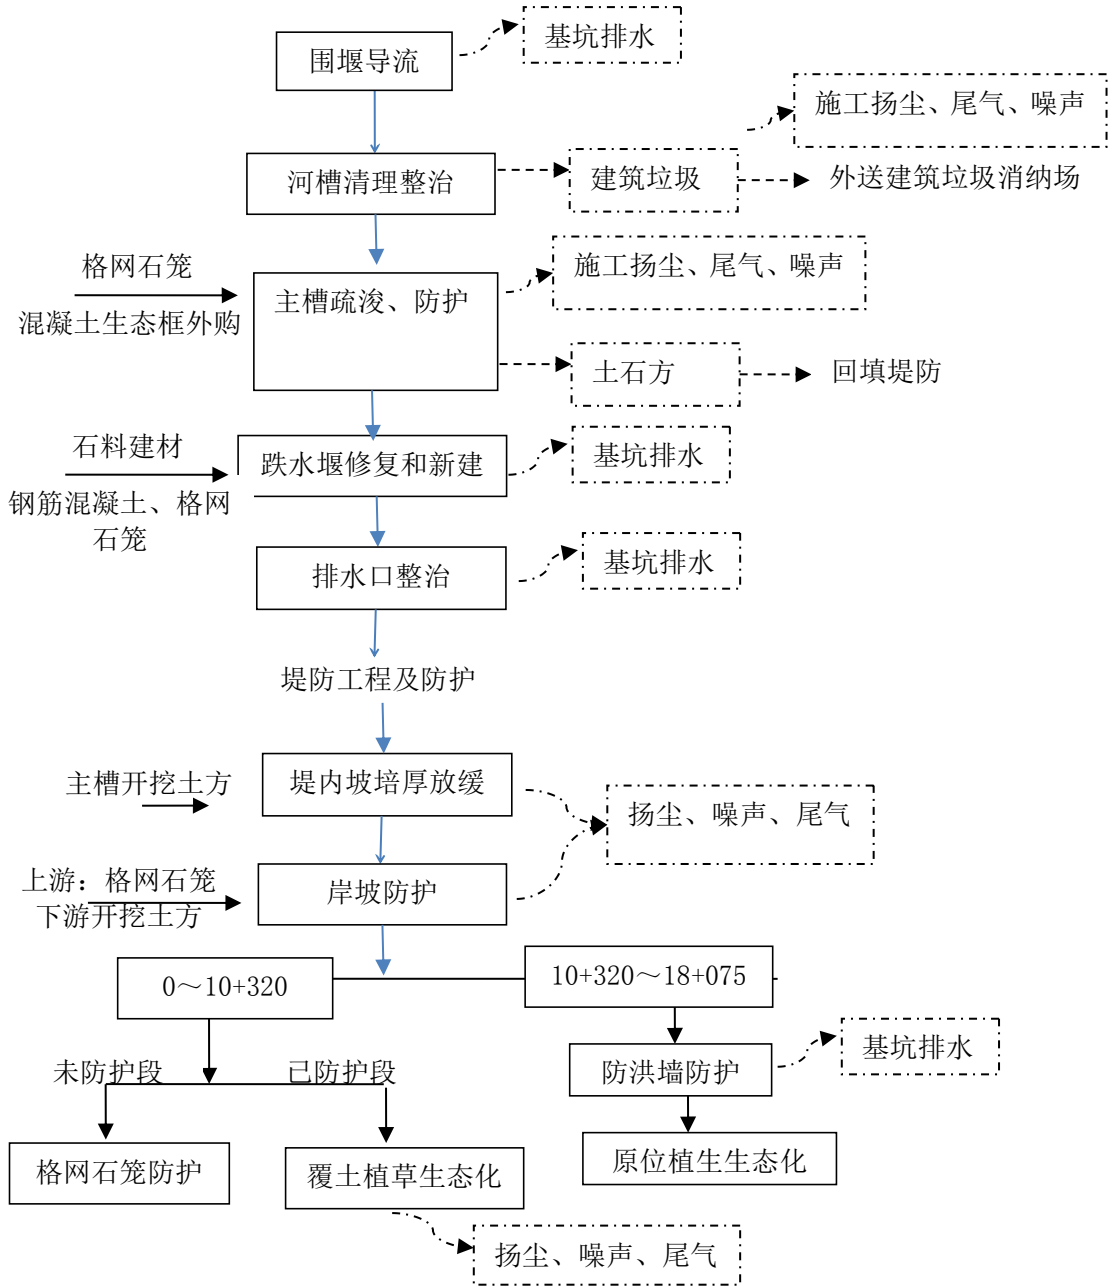 基坑排水
围堰导流
施工扬尘、尾气、噪声
河槽清理整治
建筑垃圾
外送建筑垃圾消纳场
格网石笼
混凝土生态框外购
主槽疏浚、防护
施工扬尘、尾气、噪声
土石方
回填堤防
石料建材
钢筋混凝土、格网
石笼
跌水堰修复和新建
基坑排水
排水口整治
基坑排水
堤防工程及防护
主槽开挖土方
堤内坡培厚放缓
扬尘、噪声、尾气
上游：格网石笼
下游开挖土方
岸坡防护
0～10+320
10+320～18+075
未防护段
已防护段
防洪墙防护
基坑排水
格网石笼防护
覆土植草生态化
原位植生生态化
扬尘、噪声、尾气